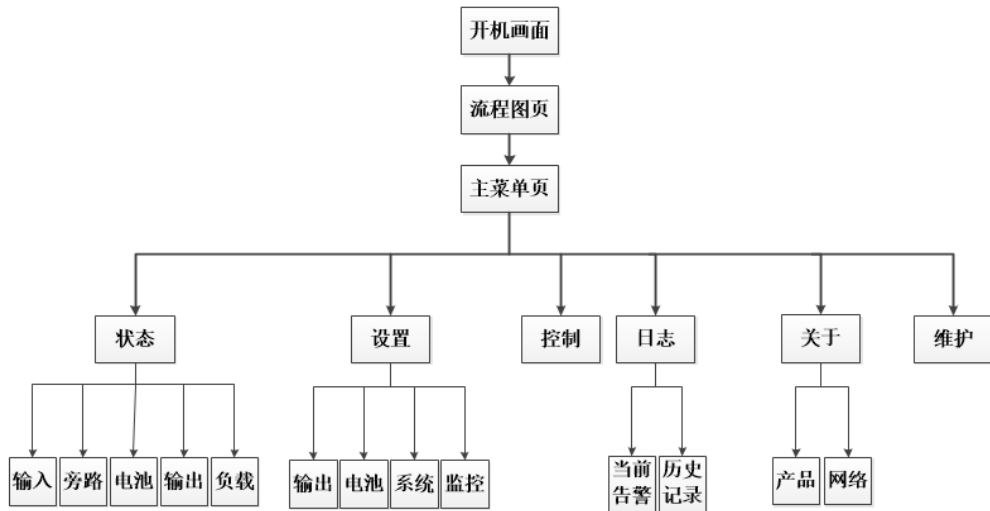 开机画面
流程图页
主菜单页
状态
设置
控制
日志
关于
维护
输入
旁路
电池
输出
负载
输出
电池
系统
监控
当前
告警
历史
记录
产品
网络